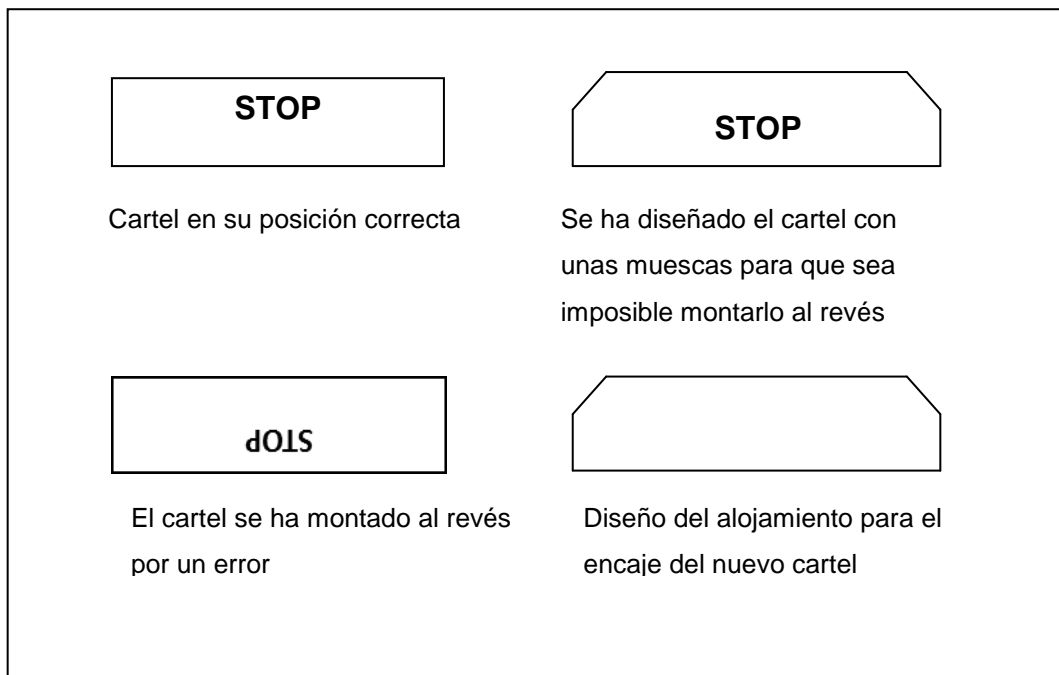 STOP
Cartel en su posición correcta
STOP
Se ha diseñado el cartel con
unas muescas para que sea
imposible montarlo al revés
STOP
El cartel se ha montado al revés
por un error
Diseño del alojamiento para el
encaje del nuevo cartel